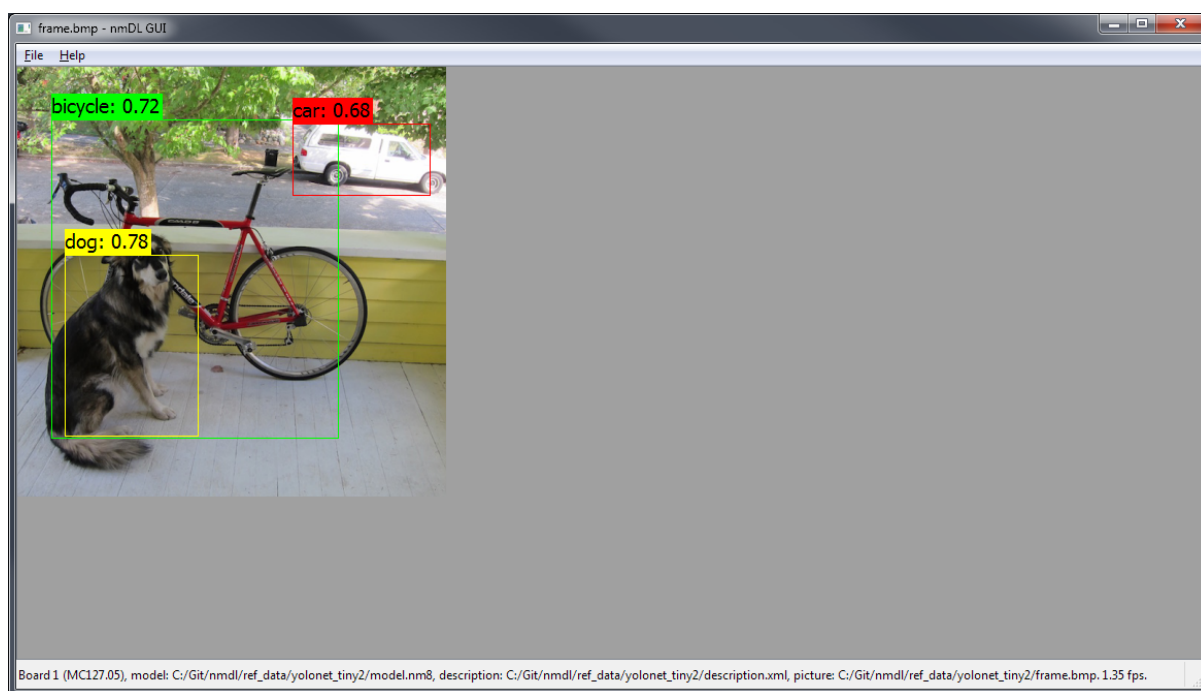 frame.bmp - nmDL GUI
File Help
bicycle: 0.72
car: 0.68
dog: 0.78
Board 1 (MC127.05), model: C:/Git/nmdl/ref_data/yolonet_tiny2/model.nm8, description: C:/Git/nmdl/ref_data/yolonet_tiny2/description.xml, picture: C:/Git/nmdl/ref_data/yolonet_tiny2/frame.bmp. 1.35 fps.